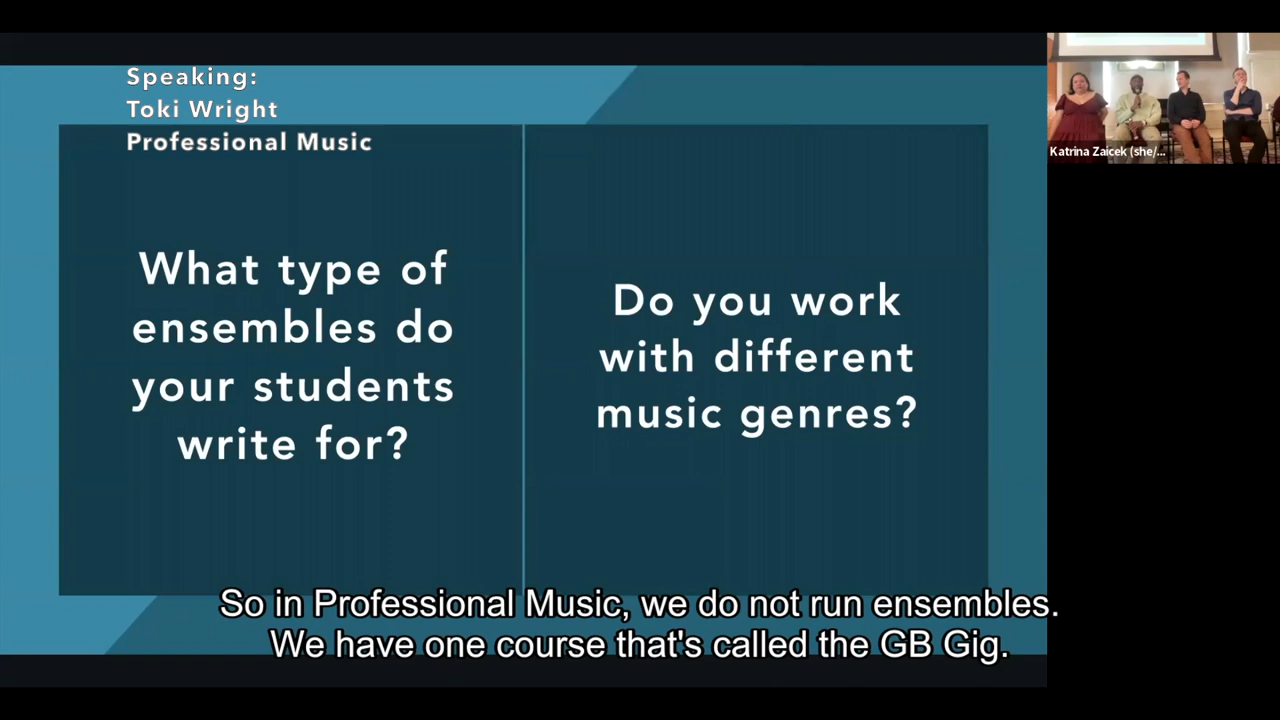 Speaking:
Toki Wright
Professional Music
What type of
ensembles do
your students
write for?
Do you work
with different
music genres?
Katrina Zaicek (she/...
So in Professional Music, we do not run ensembles.
We have one course that's called the GB Gig.